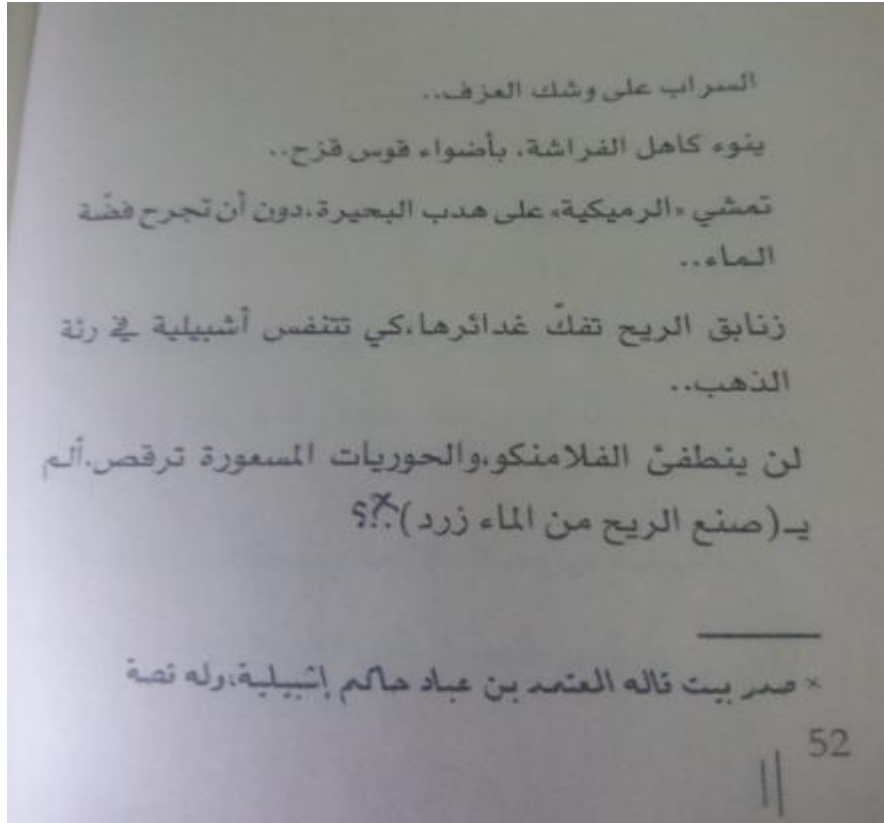 السراب على وشك العزف..
ينوء كاهل الفراشة، بأضواء قوس قزح..
تمشي «الرميكية» على هدب البحيرة،دون أن تجرح فضّة
الماء..
زنابق الريح تفكّ غدائرها،كي تتنفس أشبيلية في رئة
الذهب..
لن ينطفئ الفلامنكو،والحوريات المسعورة ترقص.ألم
يـ(صنع الريح من الماء زرد)×.؟
× صدر بيت قاله المعتمد بن عباد حاكم إشبيلية،وله قصة
52